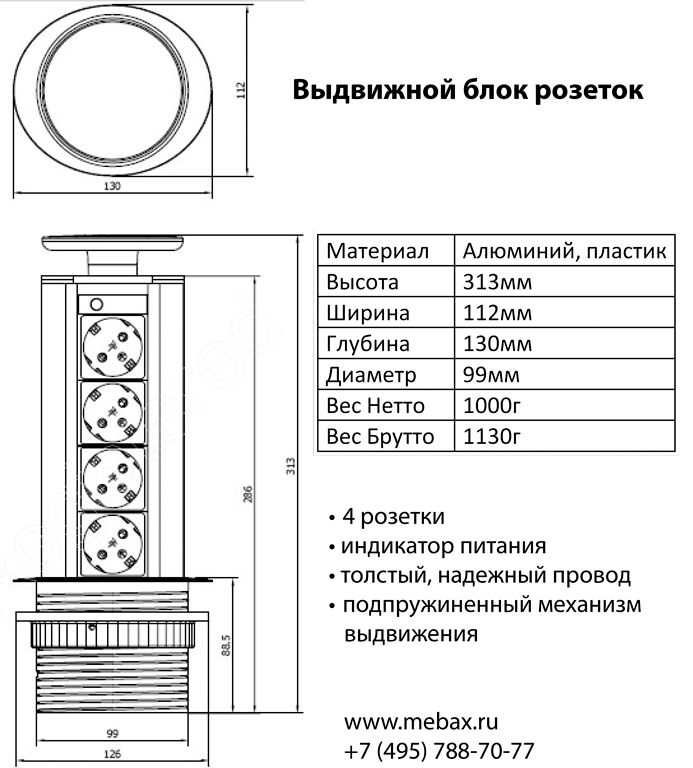 112
130
Выдвижной блок розеток
Материал Алюминий, пластик
Высота 313мм
Ширина 112мм
Глубина 130мм
Диаметр 99мм
Вес Нетто 1000г
Вес Брутто 1130г
313
286
88.5
99
126
• 4 розетки
• индикатор питания
• толстый, надежный провод
• подпружиненный механизм
выдвижения
www.mebax.ru
+7 (495) 788-70-77